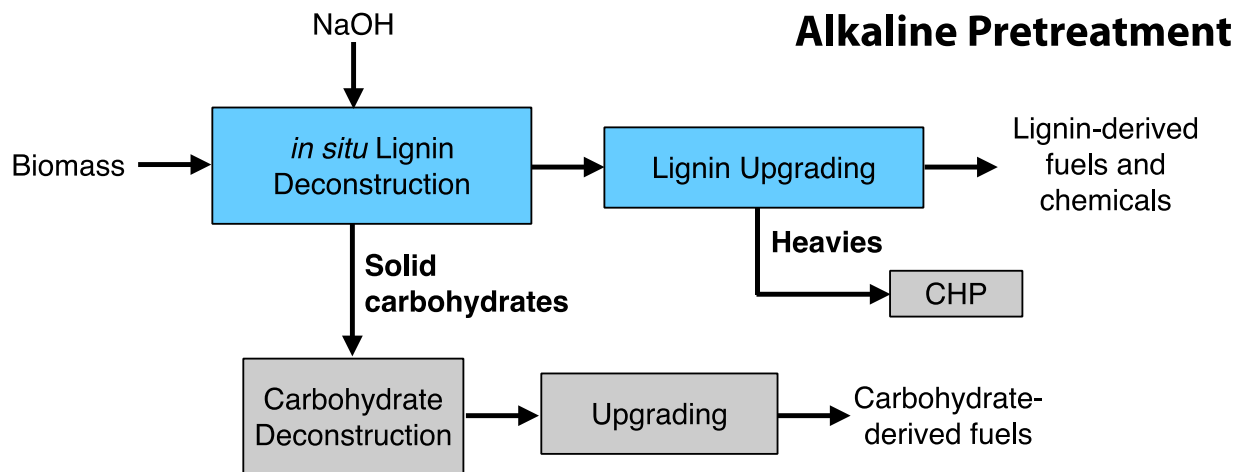 NaOH
Alkaline Pretreatment
Biomass
in situ Lignin
Deconstruction
Lignin Upgrading
Lignin-derived
fuels and
chemicals
Heavies
Solid
carbohydrates
CHP
Carbohydrate
Deconstruction
Upgrading
Carbohydrate-
derived fuels